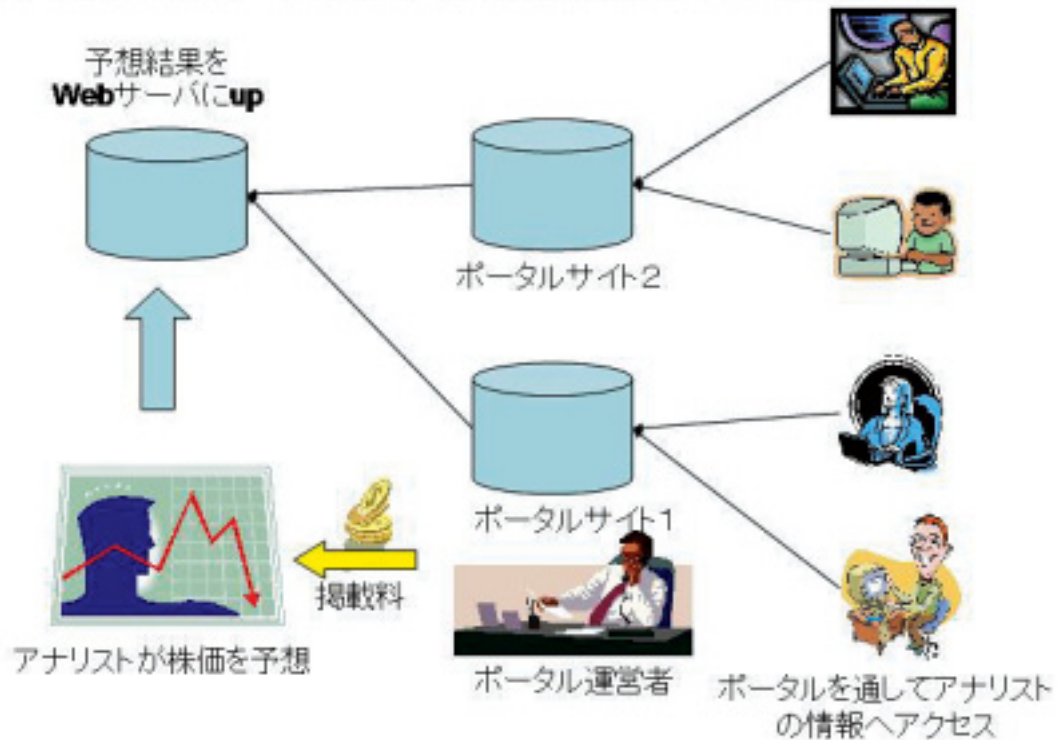 予想結果を
Webサーバにup
ポータルサイト2
ポータルサイト1
掲載料
アナリストが株価を予想
ポータル運営者
ポータルを通してアナリスト
の情報へアクセス